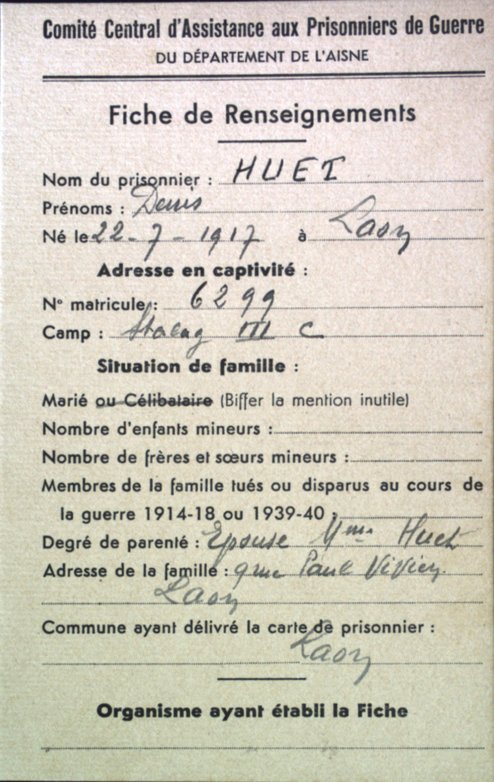 Comité Central d'Assistance aux Prisonniers de Guerre
DU DÉPARTEMENT DE L'AISNE
Fiche de Renseignements
Nom du prisonnier : HUET
Prénoms : Denis
Né le 22-7-1917 à Laon
Adresse en captivité :
N° matricule : 6299
Camp : Stalag III C
Situation de famille :
Marié ou Célibataire (Biffer la mention inutile)
Nombre d'enfants mineurs :
Nombre de frères et sœurs mineurs :
Membres de la famille tués ou disparus au cours de
la guerre 1914-18 ou 1939-40 :
Degré de parenté : Epouse Mme Huet
Adresse de la famille : 9 rue Paul Vivien
Laon
Commune ayant délivré la carte de prisonnier :
Laon
Organisme ayant établi la Fiche